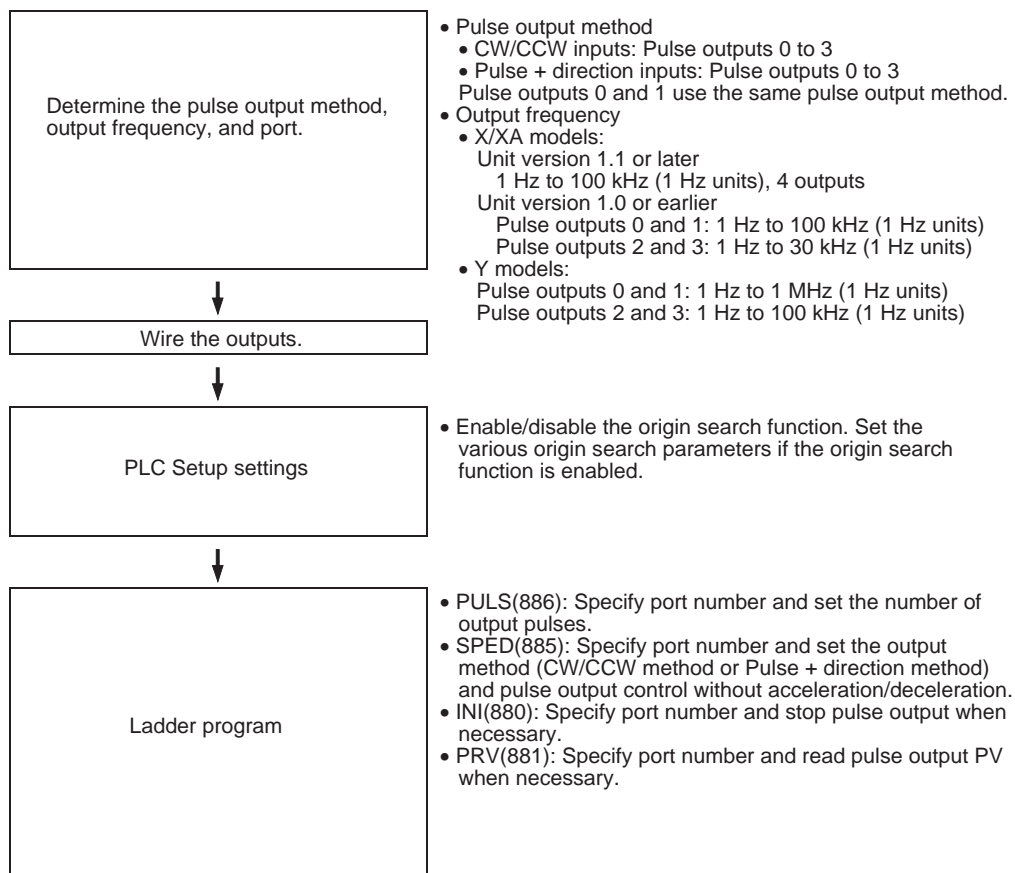 Determine the pulse output method,
output frequency, and port.
• Pulse output method
• CW/CCW inputs: Pulse outputs 0 to 3
• Pulse + direction inputs: Pulse outputs 0 to 3
Pulse outputs 0 and 1 use the same pulse output method.
• Output frequency
• X/XA models:
Unit version 1.1 or later
1 Hz to 100 kHz (1 Hz units), 4 outputs
Unit version 1.0 or earlier
Pulse outputs 0 and 1: 1 Hz to 100 kHz (1 Hz units)
Pulse outputs 2 and 3: 1 Hz to 30 kHz (1 Hz units)
• Y models:
Pulse outputs 0 and 1: 1 Hz to 1 MHz (1 Hz units)
Pulse outputs 2 and 3: 1 Hz to 100 kHz (1 Hz units)
Wire the outputs.
PLC Setup settings
• Enable/disable the origin search function. Set the
various origin search parameters if the origin search
function is enabled.
Ladder program
• PULS(886): Specify port number and set the number of
output pulses.
• SPED(885): Specify port number and set the output
method (CW/CCW method or Pulse + direction method)
and pulse output control without acceleration/deceleration.
• INI(880): Specify port number and stop pulse output when
necessary.
• PRV(881): Specify port number and read pulse output PV
when necessary.